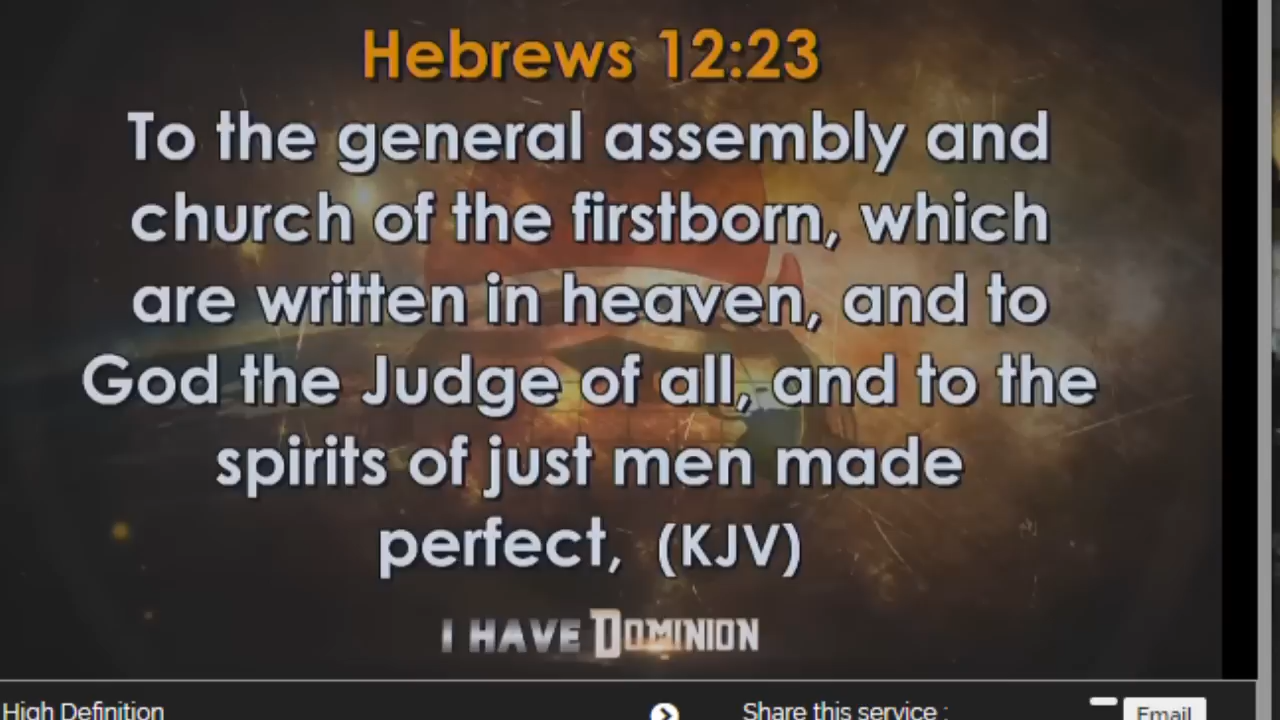 Hebrews 12:23
To the general assembly and
church of the firstborn, which
are written in heaven, and to
God the Judge of all, and to the
spirits of just men made
perfect, (KJV)
I HAVE DOMINION
High Definition
Share this service :
Email